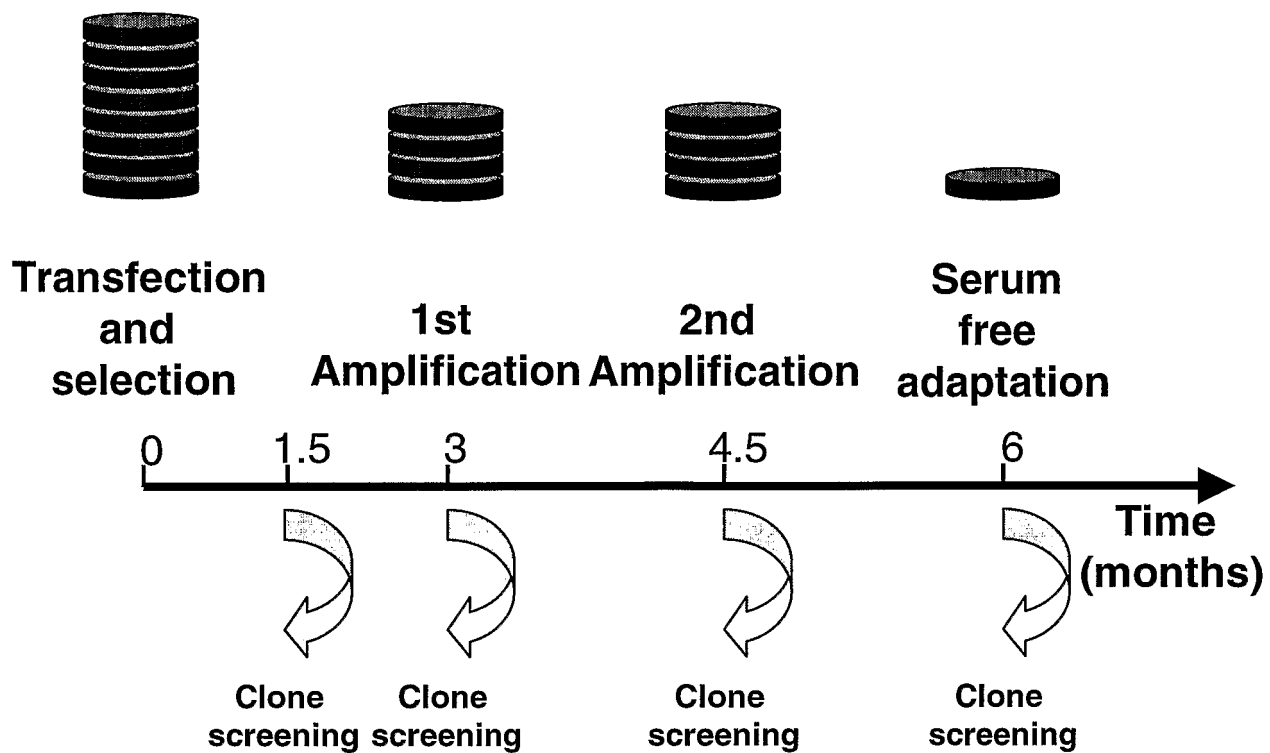 Transfection
and
selection
1st
Amplification
2nd
Amplification
Serum
free
adaptation
0
1.5
3
4.5
6
Time
(months)
Clone
screening
Clone
screening
Clone
screening
Clone
screening